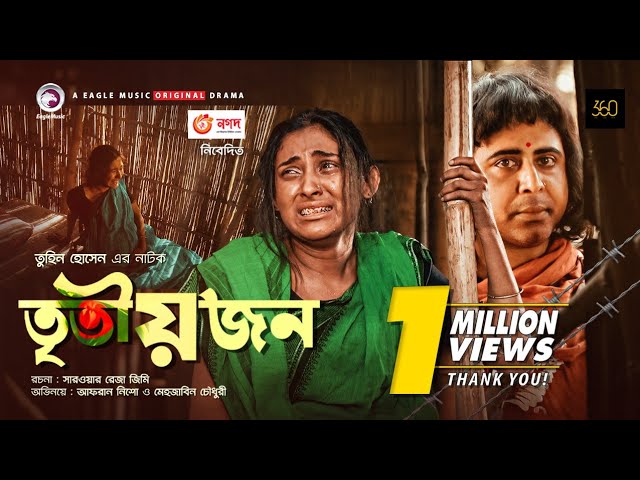 A EAGLE MUSIC ORIGINAL DRAMA
EagleMusic
360
নগদ
নিবেদিত
তুহিন হোসেন এর নাটক
তৃতীয়জন
রচনা : সারওয়ার রেজা জিমি
অভিনয়ে : আফরান নিশো ও মেহজাবিন চৌধুরী
1 MILLION
VIEWS
THANK YOU!